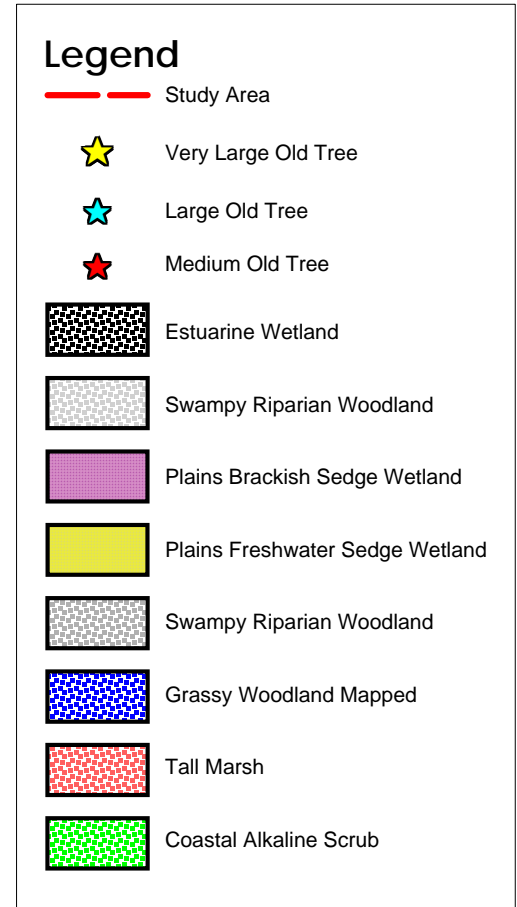 Legend
Study Area
Very Large Old Tree
Large Old Tree
Medium Old Tree
Estuarine Wetland
Swampy Riparian Woodland
Plains Brackish Sedge Wetland
Plains Freshwater Sedge Wetland
Swampy Riparian Woodland
Grassy Woodland Mapped
Tall Marsh
Coastal Alkaline Scrub